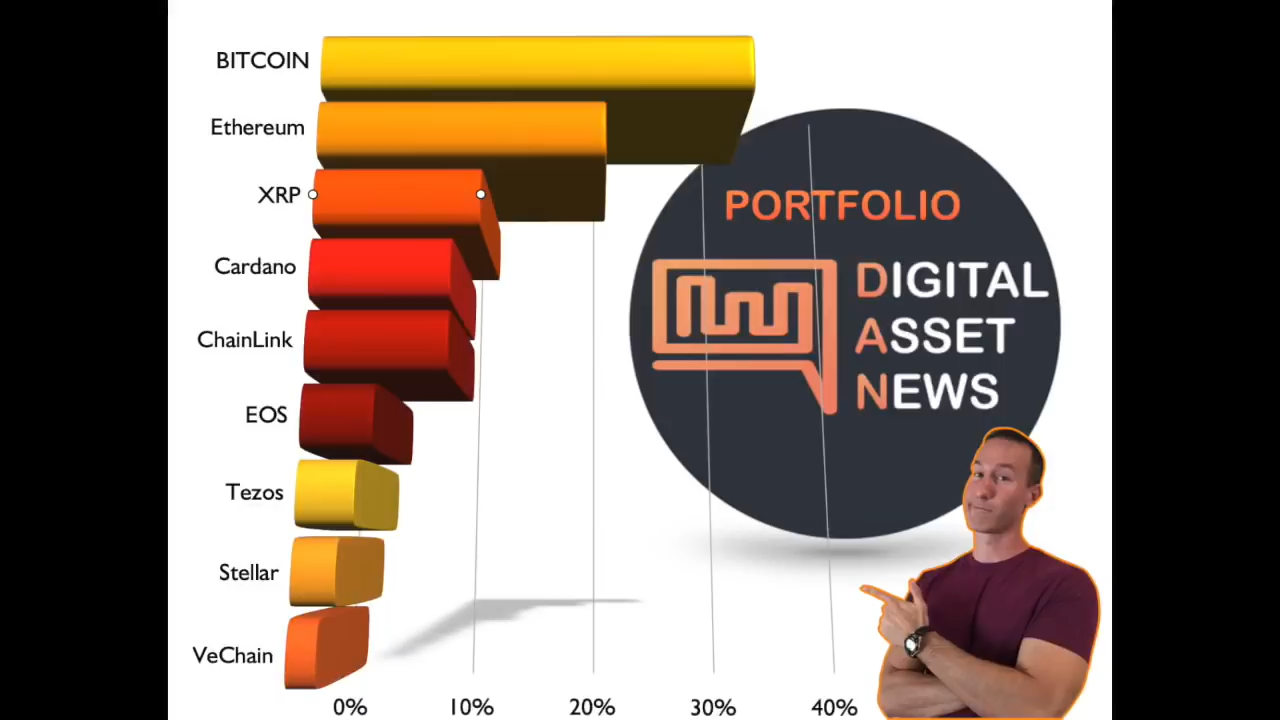 BITCOIN
Ethereum
XRP
Cardano
ChainLink
EOS
Tezos
Stellar
VeChain
0% 10% 20% 30% 40%
PORTFOLIO
DIGITAL
ASSET
NEWS